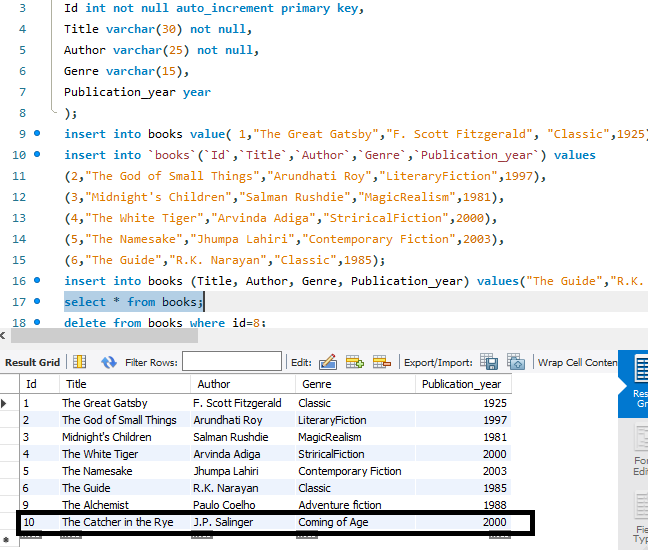 3 Id int not null auto_increment primary key,
4 Title varchar(30) not null,
5 Author varchar(25) not null,
6 Genre varchar(15),
7 Publication_year year
8 );
9 insert into books value( 1,"The Great Gatsby","F. Scott Fitzgerald", "Classic",1925)
10 insert into `books`(`Id`,`Title`,`Author`,`Genre`,`Publication_year`) values
11 (2,"The God of Small Things","Arundhati Roy","LiteraryFiction",1997),
12 (3,"Midnight's Children","Salman Rushdie","MagicRealism",1981),
13 (4,"The White Tiger","Arvinda Adiga","StriricalFiction",2000),
14 (5,"The Namesake","Jhumpa Lahiri","Contemporary Fiction",2003),
15 (6,"The Guide","R.K. Narayan","Classic",1985);
16 insert into books (Title, Author, Genre, Publication_year) values("The Guide","R.K.
17 select * from books;
18 delete from books where id=8;
Result Grid Filter Rows: Edit: Export/Import: Wrap Cell Conten
Id Title Author Genre Publication_year
1 The Great Gatsby F. Scott Fitzgerald Classic 1925
2 The God of Small Things Arundhati Roy LiteraryFiction 1997
3 Midnight's Children Salman Rushdie MagicRealism 1981
4 The White Tiger Arvinda Adiga StriricalFiction 2000
5 The Namesake Jhumpa Lahiri Contemporary Fiction 2003
6 The Guide R.K. Narayan Classic 1985
9 The Alchemist Paulo Coelho Adventure fiction 1988
10 The Catcher in the Rye J.P. Salinger Coming of Age 2000
Res
Gr
For
Edit
Fie
Typ